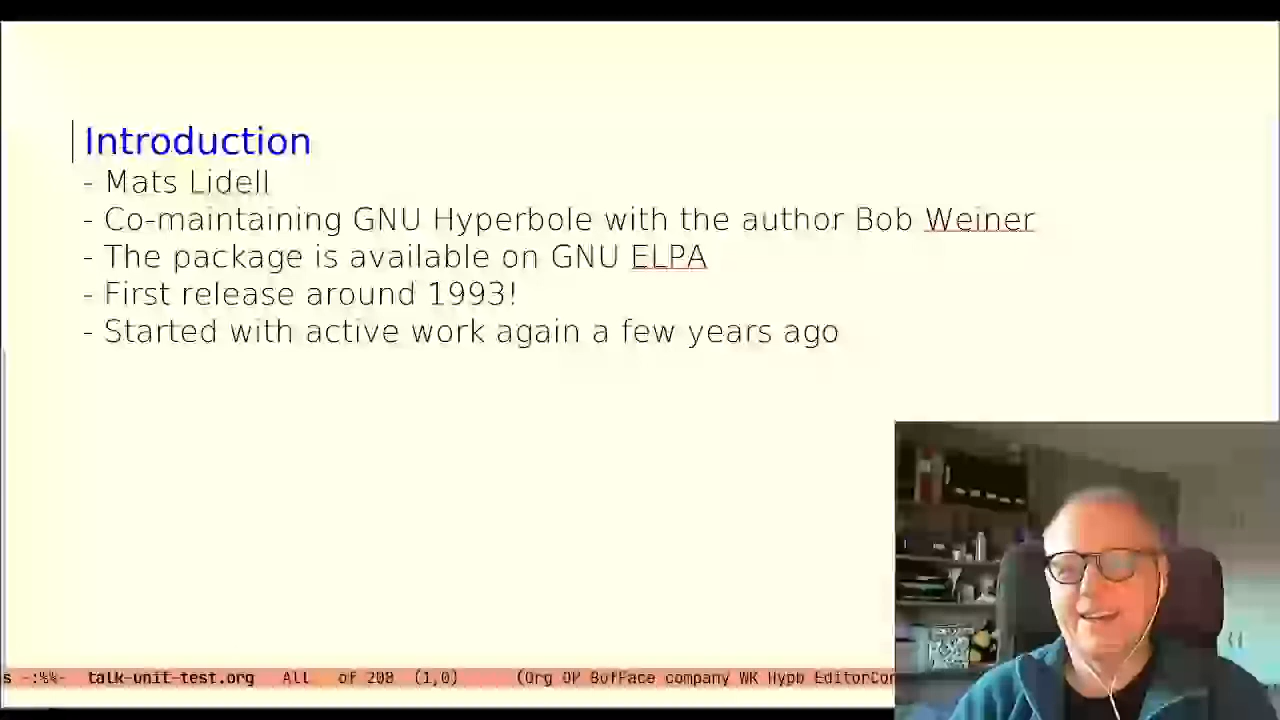 Introduction
- Mats Lidell
- Co-maintaining GNU Hyperbole with the author Bob Weiner
- The package is available on GNU ELPA
- First release around 1993!
- Started with active work again a few years ago
s -:%%- talk-unit-test.org All of 208 (1,0) (Org OP BufFace company WK Hypb EditorCon